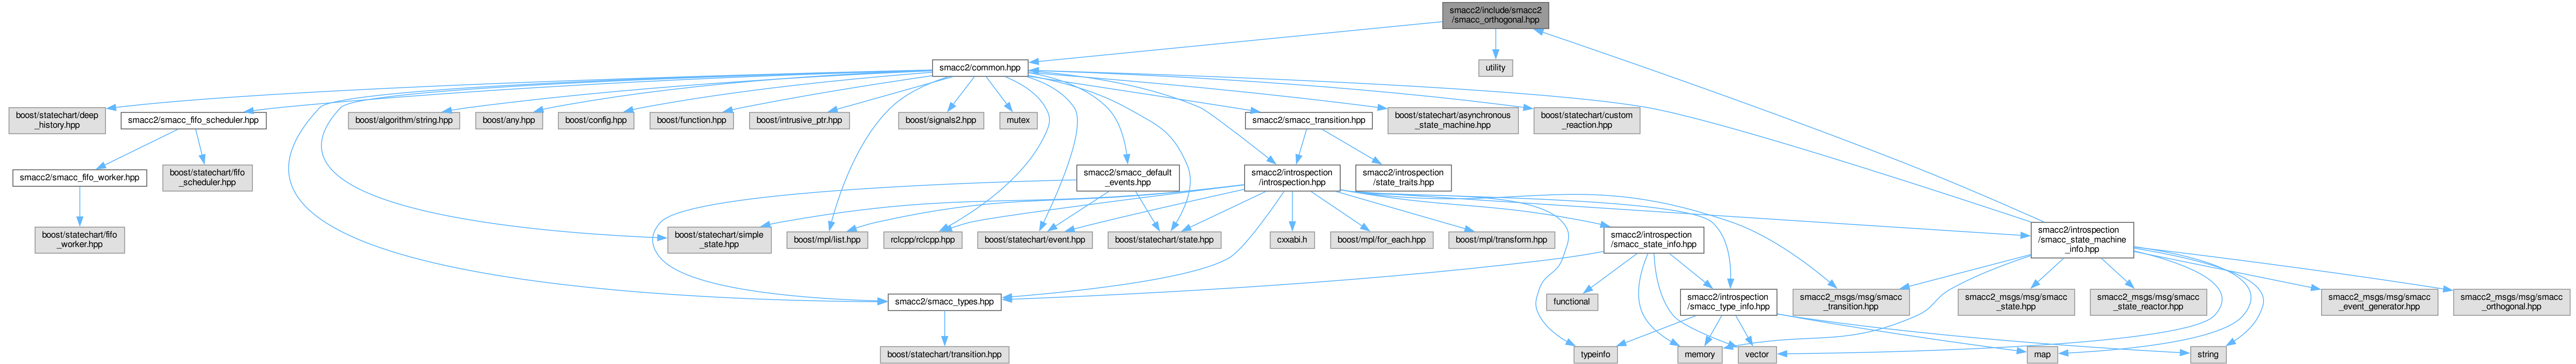 smacc2/include/smacc2
/smacc_orthogonal.hpp
smacc2/common.hpp
utility
boost/statechart/deep
_history.hpp
smacc2/smacc_fifo_scheduler.hpp
boost/algorithm/string.hpp
boost/any.hpp
boost/config.hpp
boost/function.hpp
boost/intrusive_ptr.hpp
boost/signals2.hpp
mutex
smacc2/smacc_transition.hpp
boost/statechart/asynchronous
_state_machine.hpp
boost/statechart/custom
_reaction.hpp
smacc2/smacc_fifo_worker.hpp
boost/statechart/fifo
_scheduler.hpp
smacc2/smacc_default
_events.hpp
smacc2/introspection
/introspection.hpp
smacc2/introspection
/state_traits.hpp
boost/statechart/fifo
_worker.hpp
boost/statechart/simple
_state.hpp
boost/mpl/list.hpp
rclcpp/rclcpp.hpp
boost/statechart/event.hpp
boost/statechart/state.hpp
cxxabi.h
boost/mpl/for_each.hpp
boost/mpl/transform.hpp
smacc2/introspection
/smacc_state_info.hpp
smacc2/introspection
/smacc_state_machine
_info.hpp
smacc2/smacc_types.hpp
functional
smacc2/introspection
/smacc_type_info.hpp
smacc2_msgs/msg/smacc
_transition.hpp
smacc2_msgs/msg/smacc
_state.hpp
smacc2_msgs/msg/smacc
_state_reactor.hpp
smacc2_msgs/msg/smacc
_event_generator.hpp
smacc2_msgs/msg/smacc
_orthogonal.hpp
boost/statechart/transition.hpp
typeinfo
memory
vector
map
string